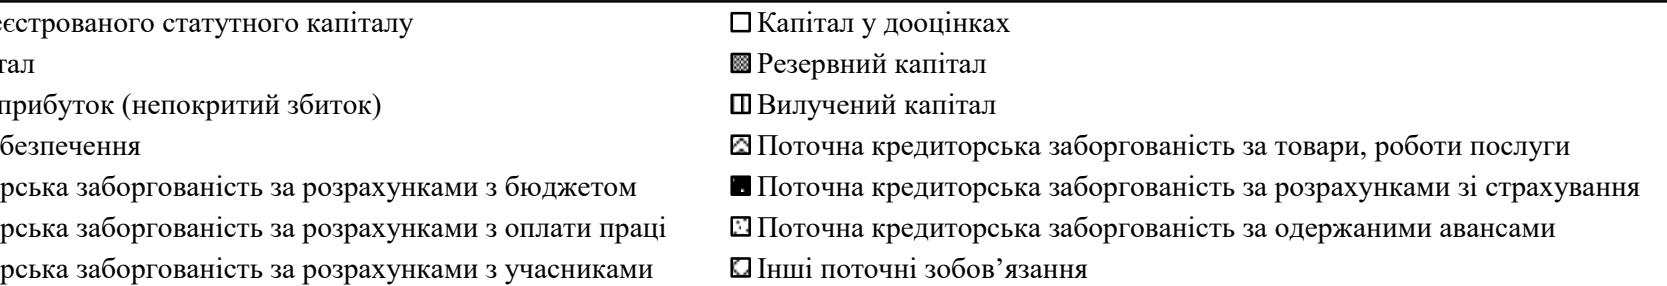 еєстрованого статутного капіталу
Капітал у дооцінках
тал
Резервний капітал
прибуток (непокритий збиток)
Вилучений капітал
безпечення
Поточна кредиторська заборгованість за товари, роботи послуги
рська заборгованість за розрахунками з бюджетом
Поточна кредиторська заборгованість за розрахунками зі страхування
рська заборгованість за розрахунками з оплати праці
Поточна кредиторська заборгованість за одержаними авансами
рська заборгованість за розрахунками з учасниками
Інші поточні зобов’язання